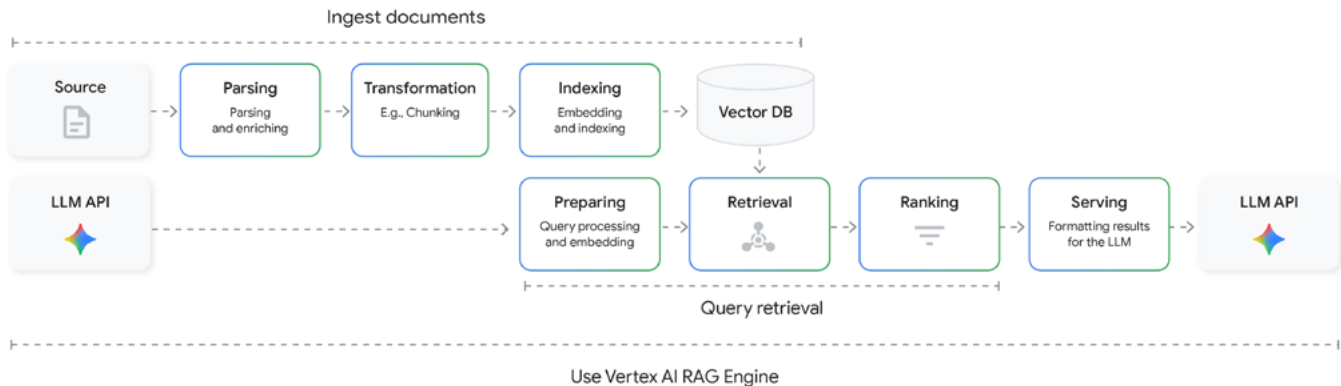 Ingest documents
Source
Parsing
Parsing
and enriching
Transformation
E.g., Chunking
Indexing
Embedding
and indexing
Vector DB
LLM API
Preparing
Query processing
and embedding
Retrieval
Ranking
Serving
Formatting results
for the LLM
LLM API
Query retrieval
Use Vertex AI RAG Engine